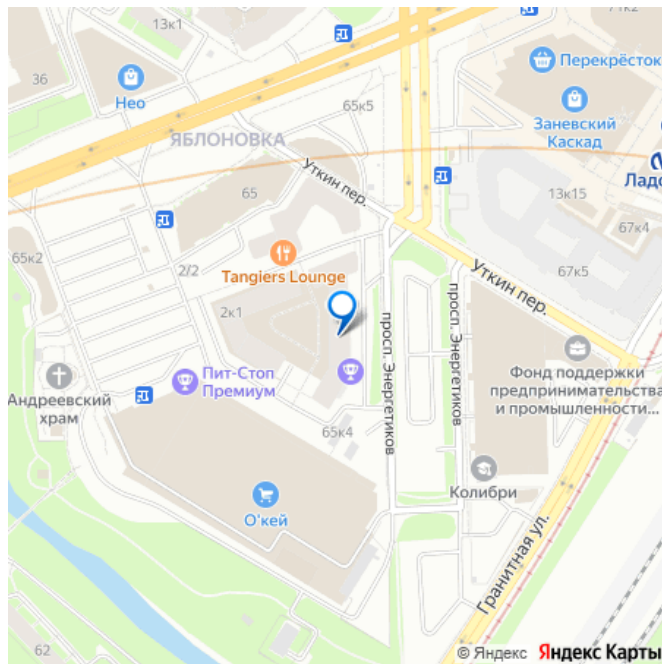 13к1
71к2
36
Нео
65к5
Перекрёсток
Заневский
Каскад
ЯБЛОНОВКА
Ладо
65
Уткин пер.
13к15
67к4
65к2
2/2
Tangiers Lounge
Уткин пер.
67к5
2к1
просп. Энергетиков
просп. Энергетиков
Пит-Стоп
Премиум
Андреевский
храм
Фонд поддержки
предпринимательства
и промышленности...
65к4
Колибри
О'кей
Гранитная ул.
62
© Яндекс Яндекс Карты